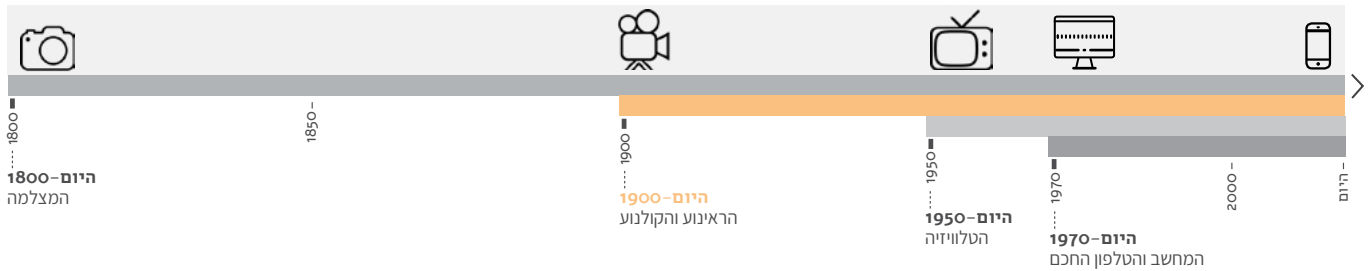 1800
1850
1900
1950
1970
2000
היום
1800–היום
המצלמה
1900–היום
הראינוע והקולנוע
1950–היום
הטלוויזיה
1970–היום
המחשב והטלפון החכם